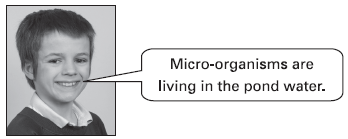 Micro-organisms are
living in the pond water.